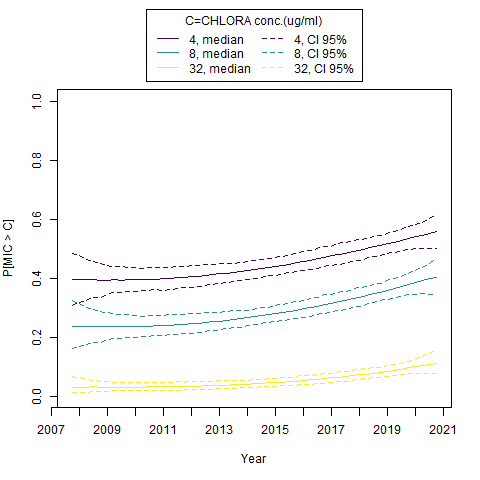 C=CHLORA conc.(ug/ml)
4, median 4, CI 95%
8, median 8, CI 95%
32, median 32, CI 95%
1.0
0.8
0.6
0.4
0.2
0.0
P[MIC > C]
2007 2009 2011 2013 2015 2017 2019 2021
Year